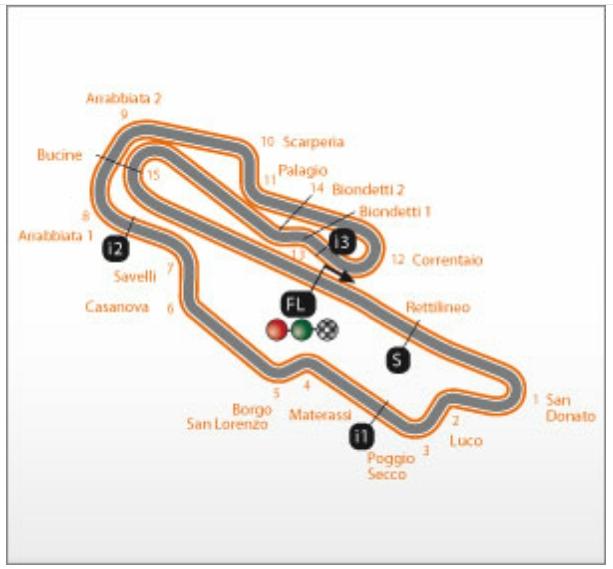 Arrabbiata 2
9
10 Scarperia
Bucine
Palagio
11
14 Biondetti 2
15
Biondetti 1
8
Arrabbiata 1
i2
13
i3
12 Correntaio
7
Savelli
FL
Casanova
6
Rettilineo
S
5
4
Borgo
San Lorenzo
Materassi
1
San
Donato
2
Luco
i1
3
Poggio
Secco